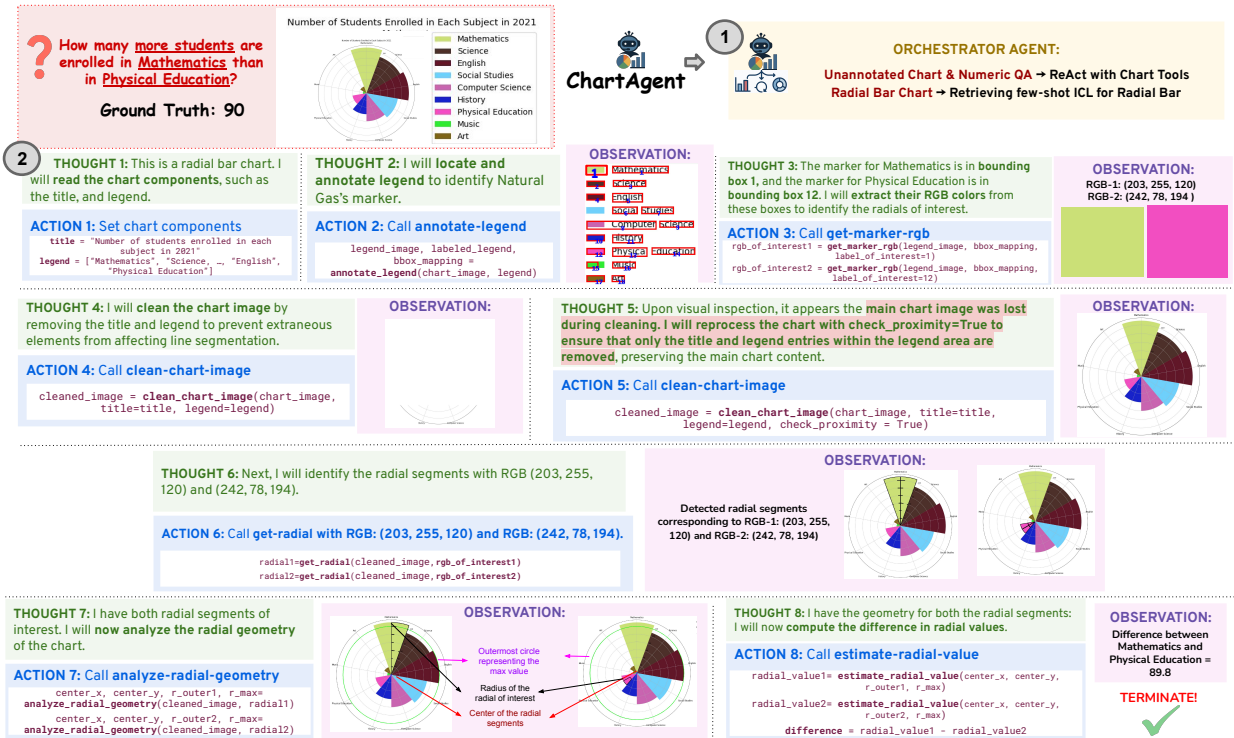 How many more students are
enrolled in Mathematics than
in Physical Education?
Ground Truth: 90
Number of Students Enrolled in Each Subject in 2021
Mathematics
Science
English
Social Studies
Computer Science
History
Physical Education
Music
Art
ChartAgent
1
ORCHESTRATOR AGENT:
Unannotated Chart & Numeric QA → ReAct with Chart Tools
Radial Bar Chart → Retrieving few-shot ICL for Radial Bar
2
THOUGHT 1: This is a radial bar chart. I
will read the chart components, such as
the title, and legend.
ACTION 1: Set chart components
title = "Number of students enrolled in each
subject in 2021"
legend = ["Mathematics", "Science, …, "English",
"Physical Education"]
THOUGHT 2: I will locate and
annotate legend to identify Natural
Gas's marker.
ACTION 2: Call annotate-legend
legend_image, labeled_legend,
bbox_mapping =
annotate_legend(chart_image, legend)
OBSERVATION:
1 Mathematics
Science
English
Social Studies
Computer Science
History
Physical Education
Music
Art
THOUGHT 3: The marker for Mathematics is in bounding
box 1, and the marker for Physical Education is in
bounding box 12. I will extract their RGB colors from
these boxes to identify the radials of interest.
ACTION 3: Call get-marker-rgb
rgb_of_interest1 = get_marker_rgb(legend_image, bbox_mapping,
label_of_interest=1)
rgb_of_interest2 = get_marker_rgb(legend_image, bbox_mapping,
label_of_interest=12)
OBSERVATION:
RGB-1: (203, 255, 120)
RGB-2: (242, 78, 194 )
THOUGHT 4: I will clean the chart image by
removing the title and legend to prevent extraneous
elements from affecting line segmentation.
ACTION 4: Call clean-chart-image
cleaned_image = clean_chart_image(chart_image,
title=title, legend=legend)
OBSERVATION:
THOUGHT 5: Upon visual inspection, it appears the main chart image was lost
during cleaning. I will reprocess the chart with check_proximity=True to
ensure that only the title and legend entries within the legend area are
removed, preserving the main chart content.
ACTION 5: Call clean-chart-image
cleaned_image = clean_chart_image(chart_image, title=title,
legend=legend, check_proximity = True)
OBSERVATION:
THOUGHT 6: Next, I will identify the radial segments with RGB (203, 255,
120) and (242, 78, 194).
ACTION 6: Call get-radial with RGB: (203, 255, 120) and RGB: (242, 78, 194).
radial1=get_radial(cleaned_image,rgb_of_interest1)
radial2=get_radial(cleaned_image,rgb_of_interest2)
OBSERVATION:
Detected radial segments
corresponding to RGB-1: (203, 255,
120) and RGB-2: (242, 78, 194)
THOUGHT 7: I have both radial segments of
interest. I will now analyze the radial geometry
of the chart.
ACTION 7: Call analyze-radial-geometry
center_x, center_y, r_outer1, r_max=
analyze_radial_geometry(cleaned_image, radial1)
center_x, center_y, r_outer2, r_max=
analyze_radial_geometry(cleaned_image, radial2)
OBSERVATION:
Outermost circle
representing the
max value
Radius of the
radial of interest
Center of the radial
segments
THOUGHT 8: I have the geometry for both the radial segments:
I will now compute the difference in radial values.
ACTION 8: Call estimate-radial-value
radial_value1= estimate_radial_value(center_x, center_y,
r_outer1, r_max)
radial_value2= estimate_radial_value(center_x, center_y,
r_outer2, r_max)
difference = radial_value1 - radial_value2
OBSERVATION:
Difference between
Mathematics and
Physical Education =
89.8
TERMINATE!